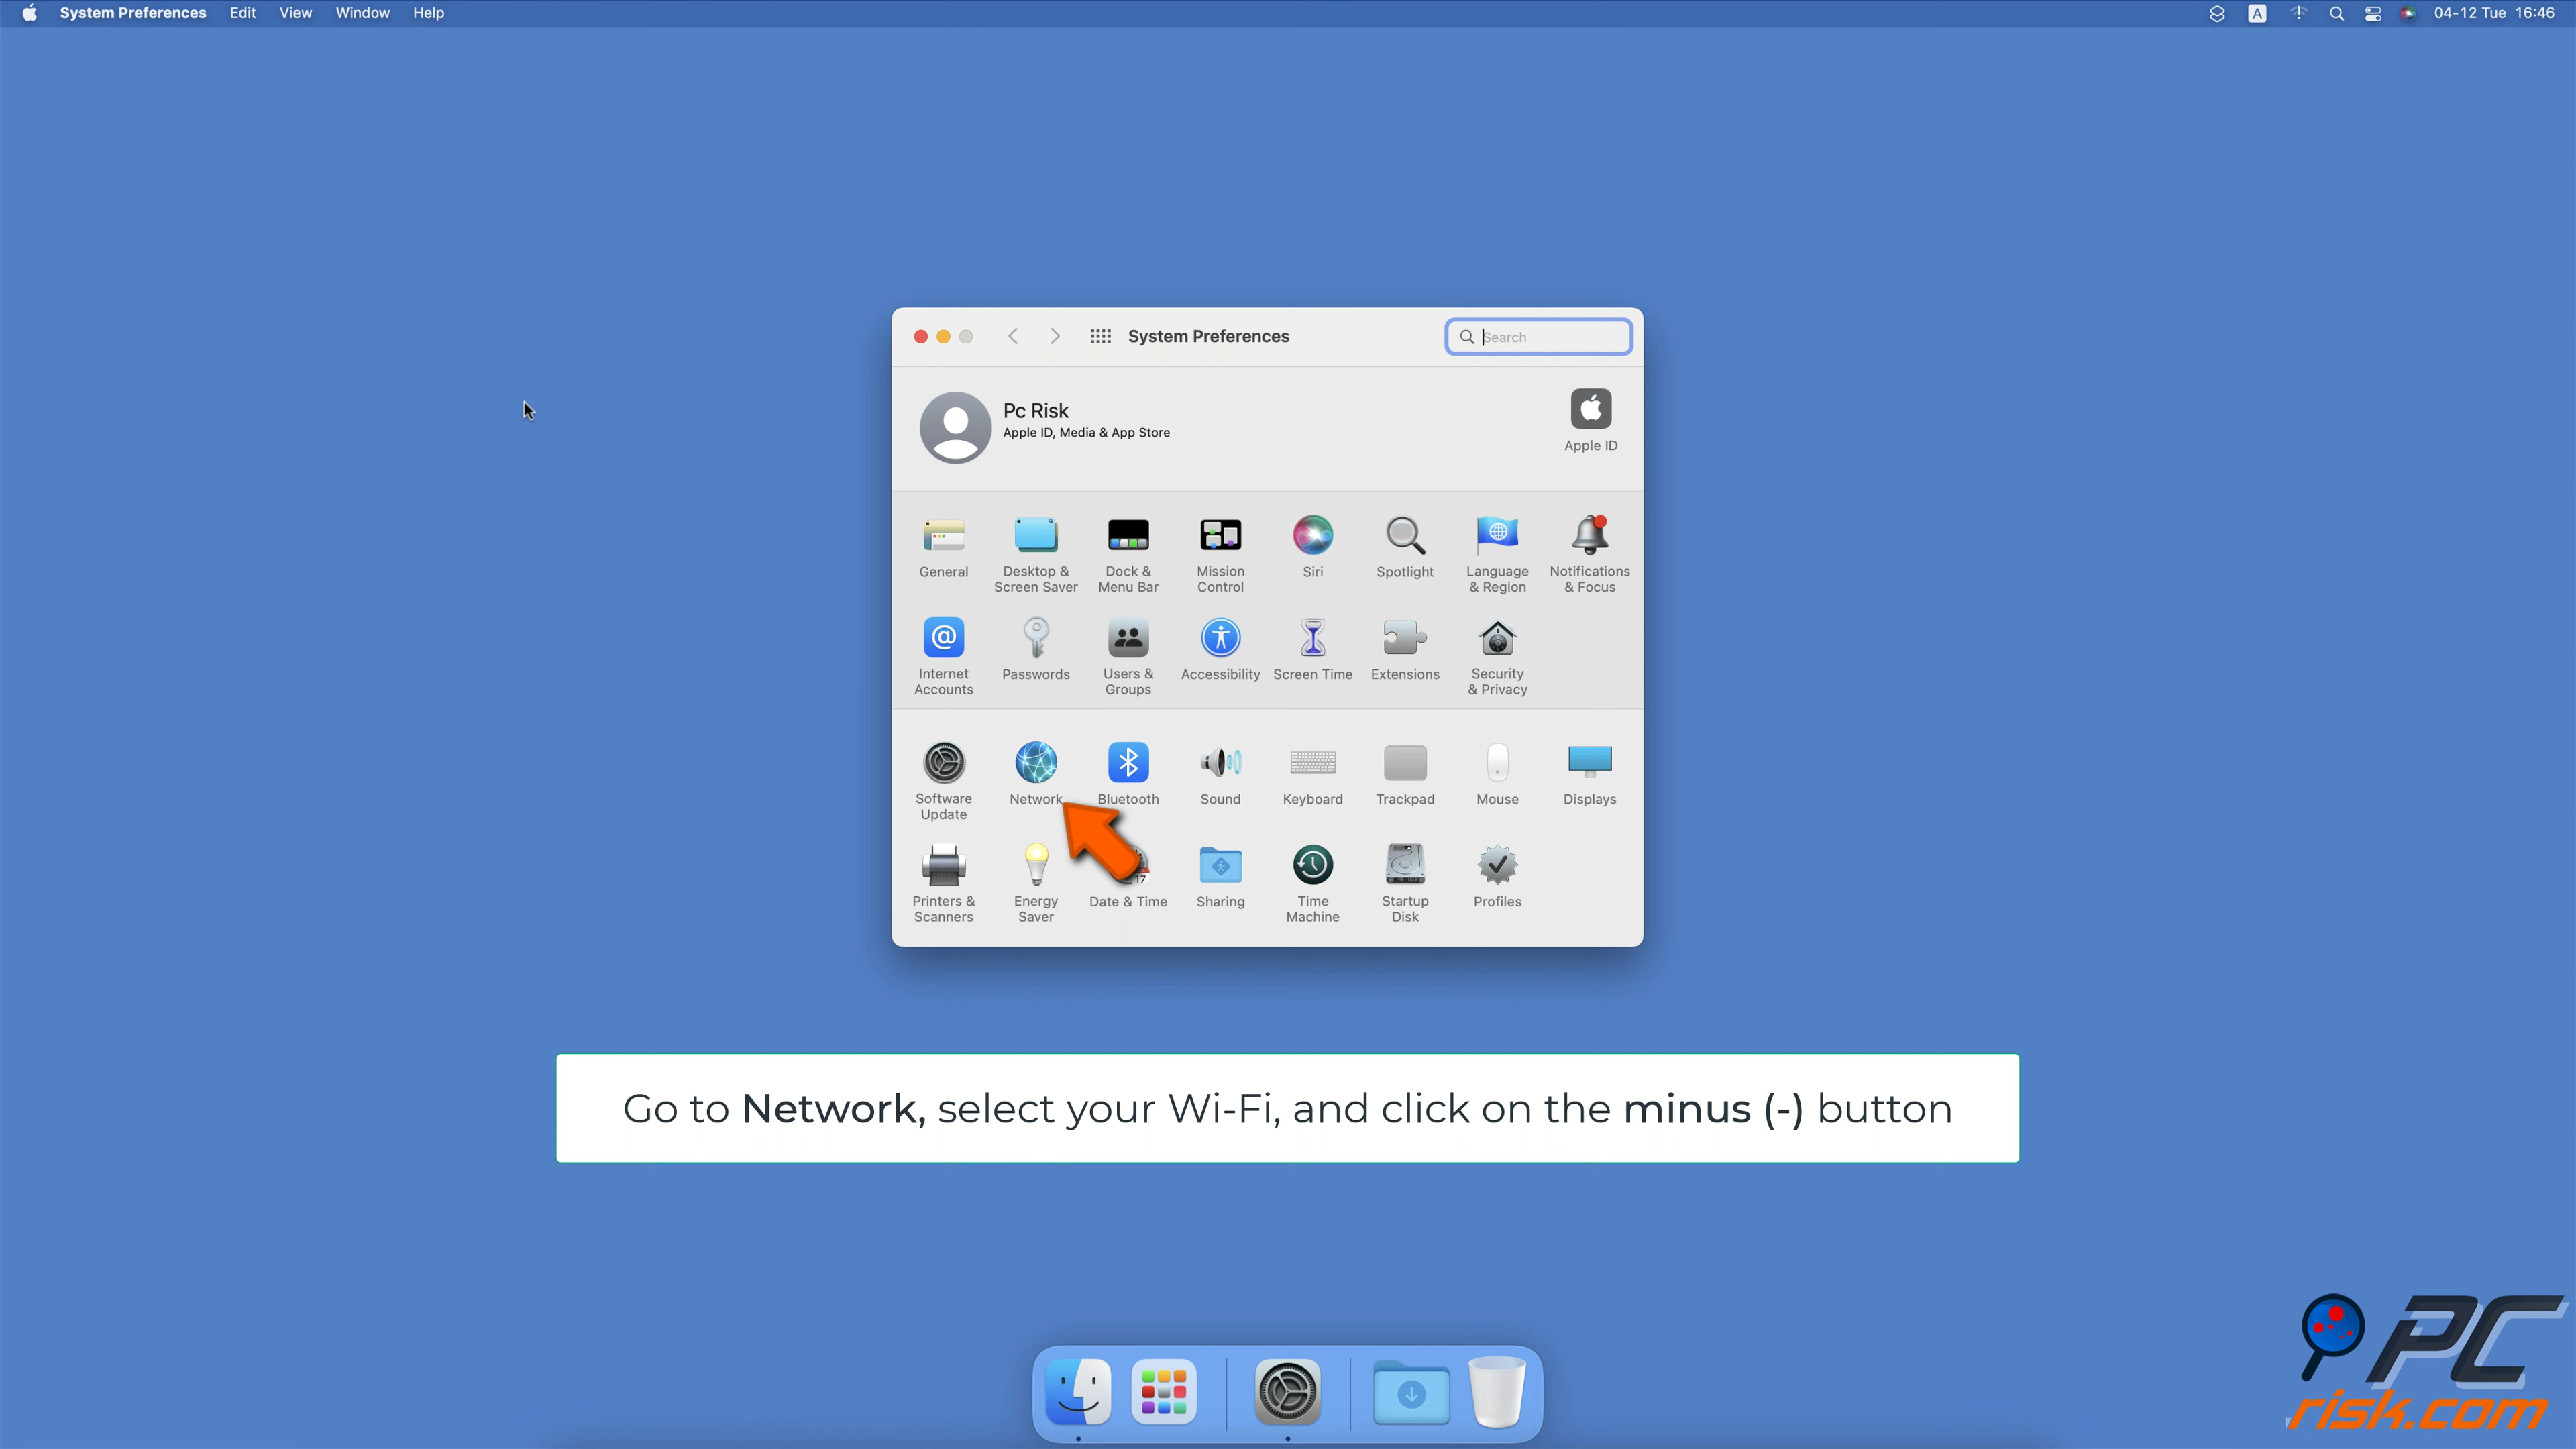 System Preferences Edit View Window Help A 04-12 Tue 16:46
System Preferences Search
Pc Risk
Apple ID, Media & App Store
Apple ID
General Desktop & Dock & Mission Siri Spotlight Language Notifications
Screen Saver Menu Bar Control & Region & Focus
Internet Passwords Users & Accessibility Screen Time Extensions Security
Accounts Groups & Privacy
Software Network Bluetooth Sound Keyboard Trackpad Mouse Displays
Update
17
Printers & Energy Date & Time Sharing Time Startup Profiles
Scanners Saver Machine Disk
Go to Network, select your Wi-Fi, and click on the minus (-) button
PC
risk.com